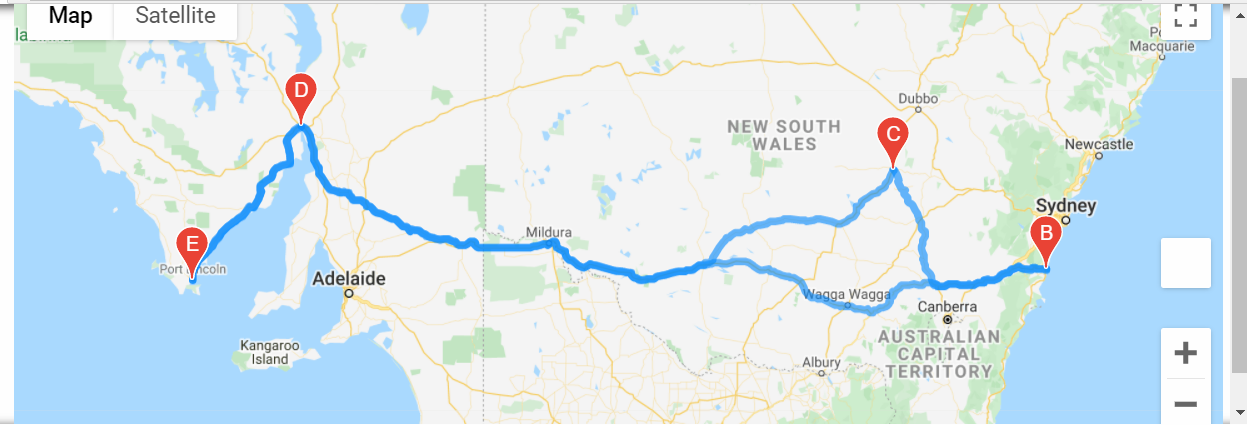 Map
Satellite
Po
Macquarie
D
Dubbo
NEW SOUTH
WALES
C
Newcastle
Sydney
B
Mildura
E
Port Lincoln
Adelaide
Wagga Wagga
Canberra
Kangaroo
Island
AUSTRALIAN
CAPITAL
TERRITORY
Albury